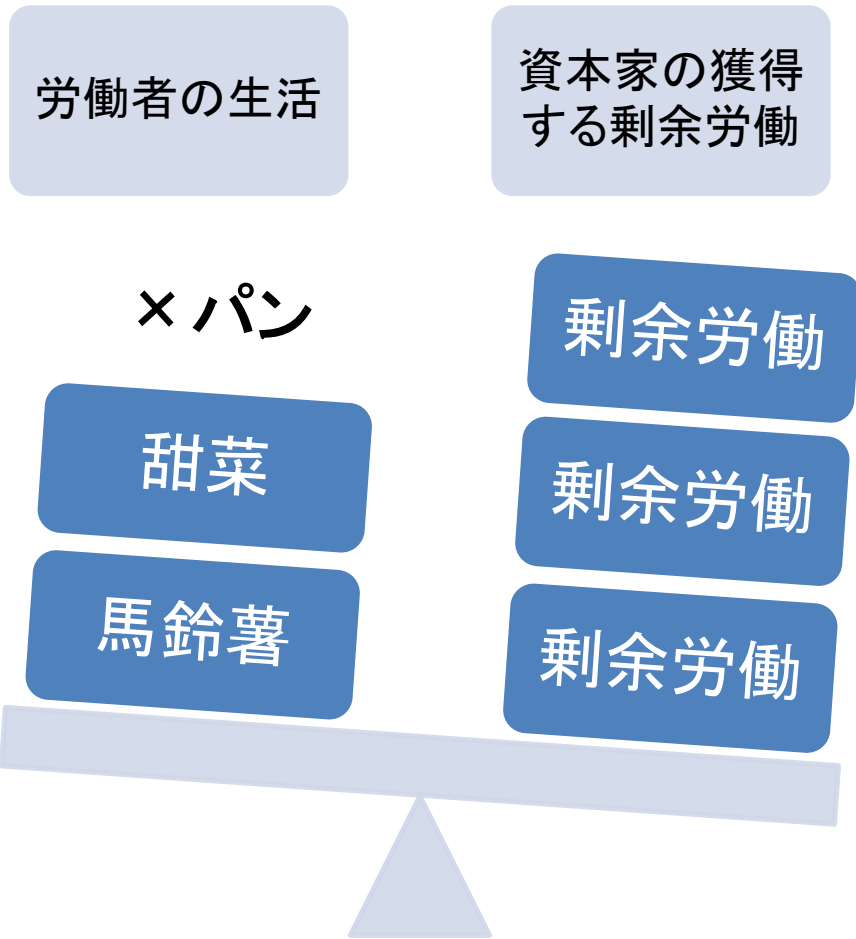 労働者の生活
資本家の獲得
する剰余労働
× パン
甜菜
馬鈴薯
剰余労働
剰余労働
剰余労働